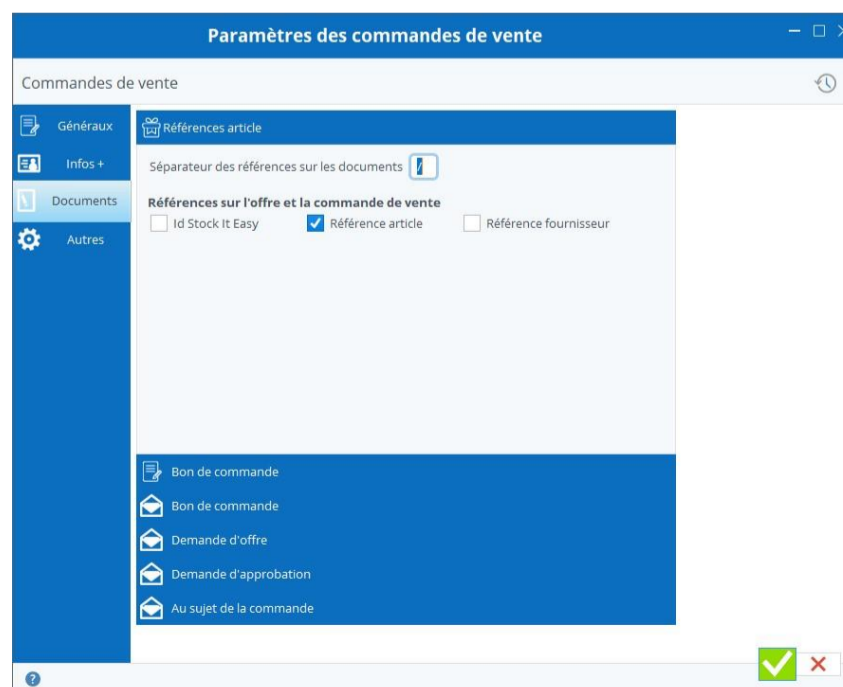 Paramètres des commandes de vente
Commandes de vente
Généraux
Infos +
Documents
Autres
Références article
Séparateur des références sur les documents /
Références sur l'offre et la commande de vente
Id Stock It Easy
Référence article
Référence fournisseur
Bon de commande
Bon de commande
Demande d'offre
Demande d'approbation
Au sujet de la commande
?